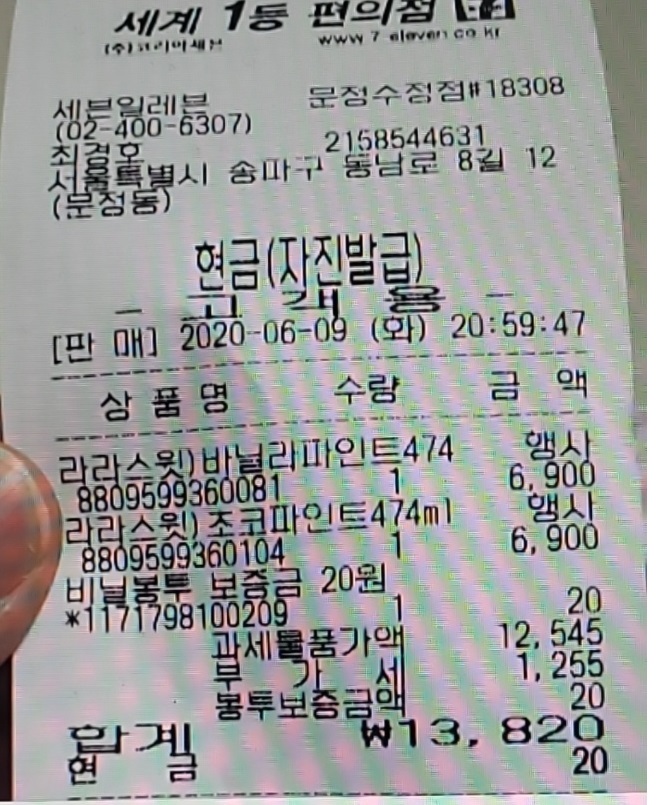 세계 1등 편의점
(주)코리아세븐 www.7-eleven.co.kr
세븐일레븐 문정수정점#18308
(02-400-6307)
최경호 2158544631
서울특별시 송파구 동남로 8길 12
(문정동)
현금(자진발급)
- 고 객 용 -
[판 매] 2020-06-09 (화) 20:59:47
상 품 명 수량 금 액
라라스윗)바닐라파인트474 행사
8809599360081 1 6,900
라라스윗)초코파인트474ml 행사
8809599360104 1 6,900
비닐봉투 보증금 20원
*1171798100209 1 20
과세물품가액 12,545
부 가 세 1,255
봉투보증금액 20
합계 ₩13,820
현 금 20